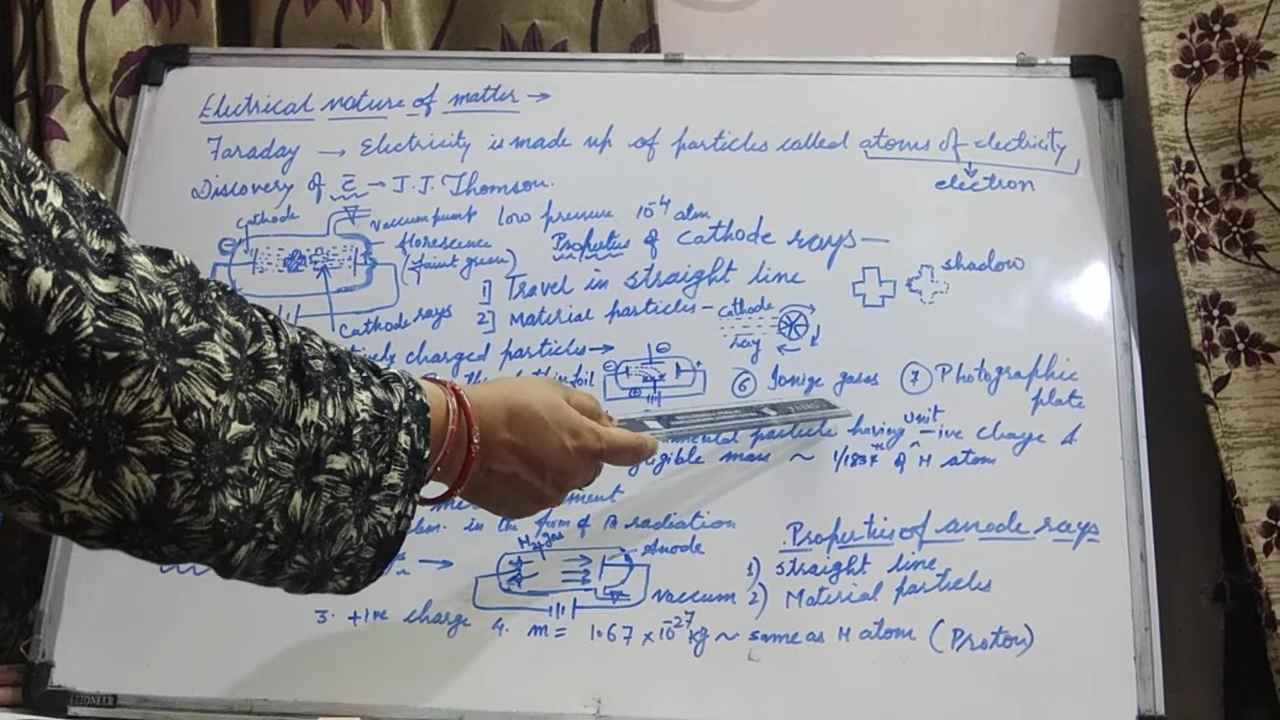 Electrical nature of matter →
Faraday → Electricity is made up of particles called atoms of electricity
electron
Discovery of ē → J.J. Thomson.
Cathode
Vaccum pump Low pressure 10⁻⁴ atm
florescence
(faint green)
Cathode rays
Properties of Cathode rays —
1] Travel in straight line
shadow
2] Material particles - cathode ray
charged particles →
foil
⑥ Ionize gases ⑦ Photographic plate
particle having unit -ive charge &
mass ~ 1/1837th of H atom
in the form of radiation
H₂ gas
Anode
Vaccum
Properties of anode rays
1) straight line
2) Material particles
3. +ive charge 4. m = 1.67 × 10⁻²⁷ kg ~ same as H atom (Proton)
PIONEER